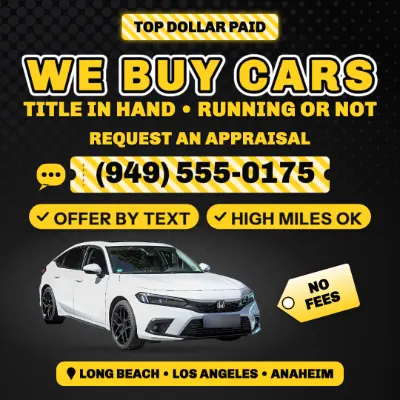 TOP DOLLAR PAID
WE BUY CARS
TITLE IN HAND • RUNNING OR NOT
REQUEST AN APPRAISAL
(949) 555-0175
OFFER BY TEXT
HIGH MILES OK
NO
FEES
LONG BEACH • LOS ANGELES • ANAHEIM